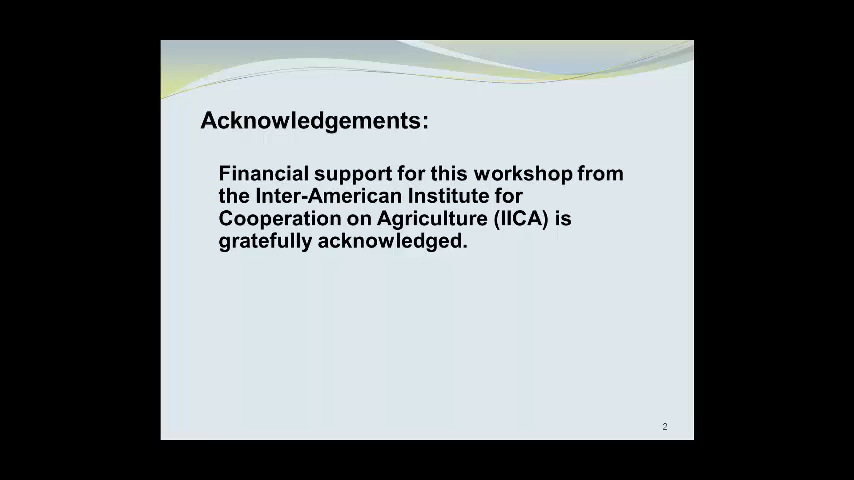 Acknowledgements:
Financial support for this workshop from
the Inter-American Institute for
Cooperation on Agriculture (IICA) is
gratefully acknowledged.
2